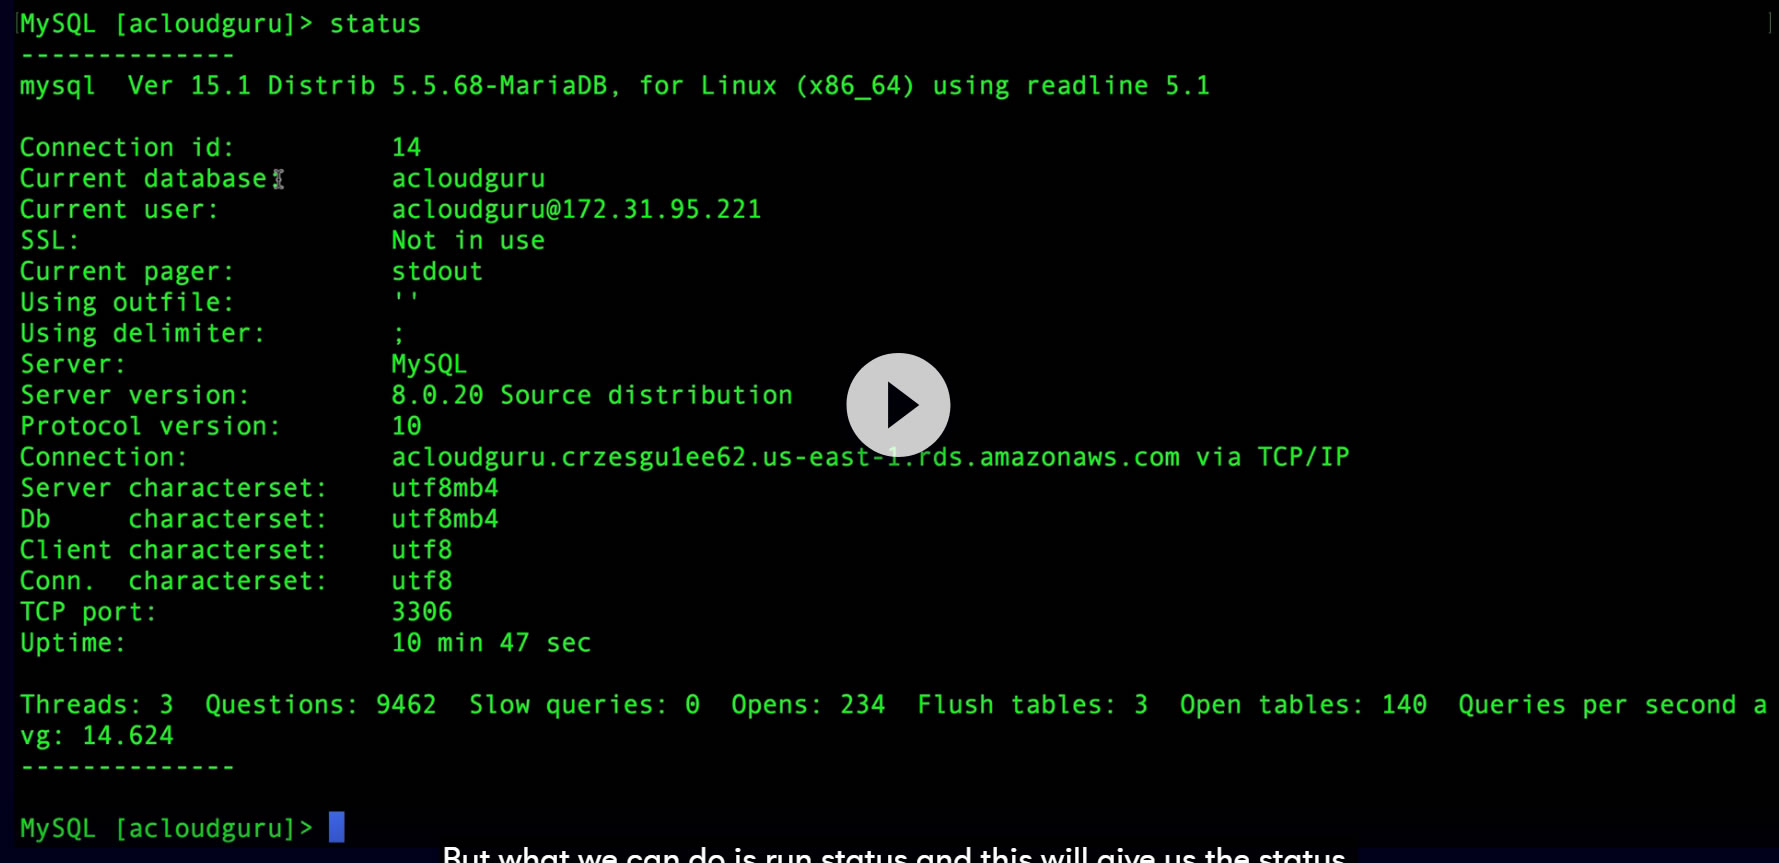 MySQL [acloudguru]> status
--------------
mysql  Ver 15.1 Distrib 5.5.68-MariaDB, for Linux (x86_64) using readline 5.1
Connection id:          14
Current database:       acloudguru
Current user:           acloudguru@172.31.95.221
SSL:                    Not in use
Current pager:          stdout
Using outfile:          ''
Using delimiter:        ;
Server:                 MySQL
Server version:         8.0.20 Source distribution
Protocol version:       10
Connection:             acloudguru.crzesgu1ee62.us-east-1.rds.amazonaws.com via TCP/IP
Server characterset:    utf8mb4
Db     characterset:    utf8mb4
Client characterset:    utf8
Conn.  characterset:    utf8
TCP port:               3306
Uptime:                 10 min 47 sec
Threads: 3  Questions: 9462  Slow queries: 0  Opens: 234  Flush tables: 3  Open tables: 140  Queries per second a
vg: 14.624
--------------
MySQL [acloudguru]>
But what we can do is run status and this will give us the status